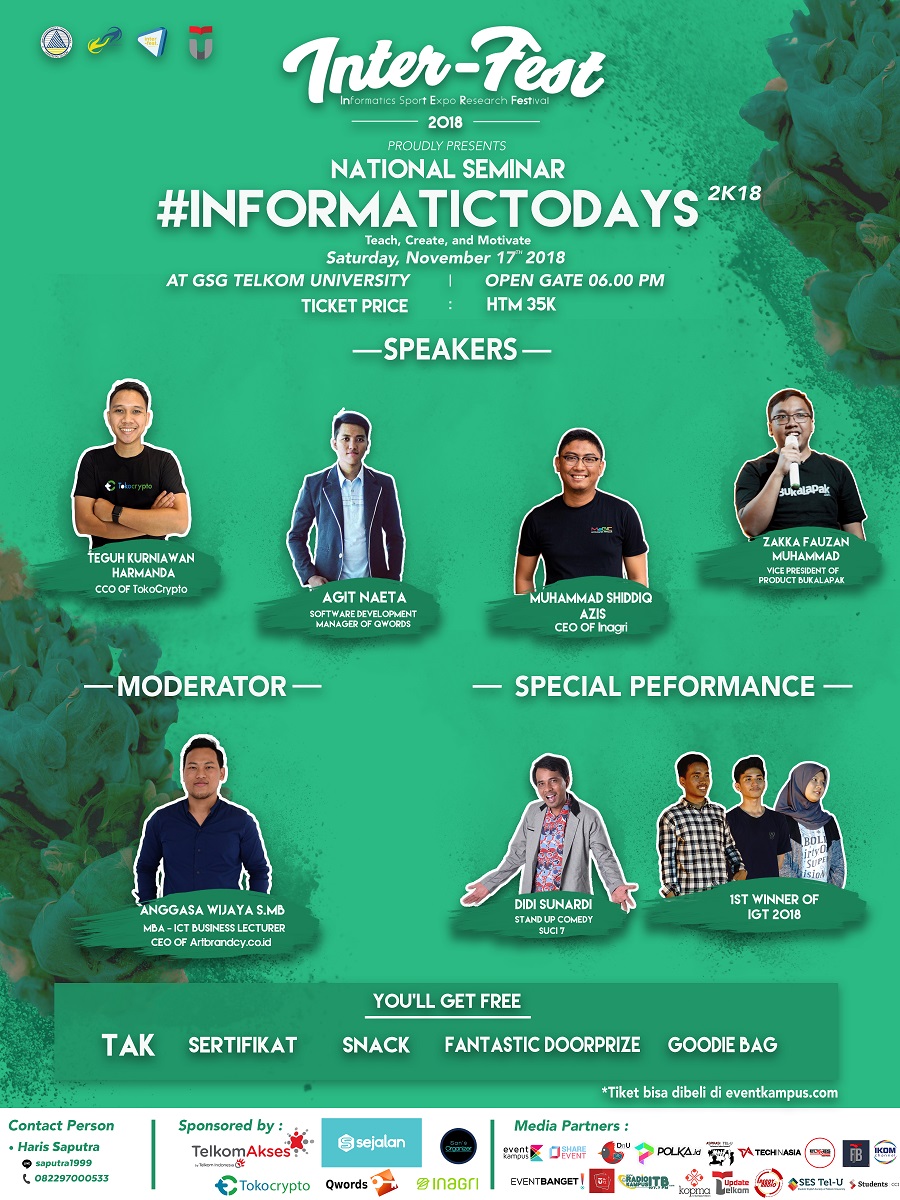 Inter-Fest
Informatics SporT Expo Research Festival
2018
PROUDLY PRESENTS
NATIONAL SEMINAR
#INFORMATICTODAYS 2K18
Teach, Create, and Motivate
Saturday, November 17TH 2018
AT GSG TELKOM UNIVERSITY | OPEN GATE 06.00 PM
TICKET PRICE : HTM 35K
SPEAKERS
Tokocrypto
BUKALAPAK
TEGUH KURNIAWAN
HARMANDA
CCO OF TokoCrypto
AGIT NAETA
SOFTWARE DEVELOPMENT
MANAGER OF QWORDS
MUHAMMAD SHIDDIQ
AZIS
CEO OF Inagri
ZAKKA FAUZAN
MUHAMMAD
VICE PRESIDENT OF
PRODUCT BUKALAPAK
MODERATOR
ANGGASA WIJAYA S.MB
MBA - ICT BUSINESS LECTURER
CEO OF Artbrandcy.co.id
SPECIAL PEFORMANCE
DIDI SUNARDI
STAND UP COMEDY
SUCI 7
1ST WINNER OF
IGT 2018
YOU'LL GET FREE
TAK SERTIFIKAT SNACK FANTASTIC DOORPRIZE GOODIE BAG
*Tiket bisa dibeli di eventkampus.com
Contact Person
• Haris Saputra
saputra1999
082297000533
Sponsored by :
TelkomAkses
by Telkom Indonesia
sejalan
San's
Organizer
Tokocrypto
Qwords
INAGRI
Media Partners :
event
kampus
SHARE
EVENT
DnU
POLKA.id
TECHINASIA
IKOM
channel
EVENTBANGET!
RADIO
KAMPUS ITB
kopma
Update
Telkom
SES Tel-U
Students